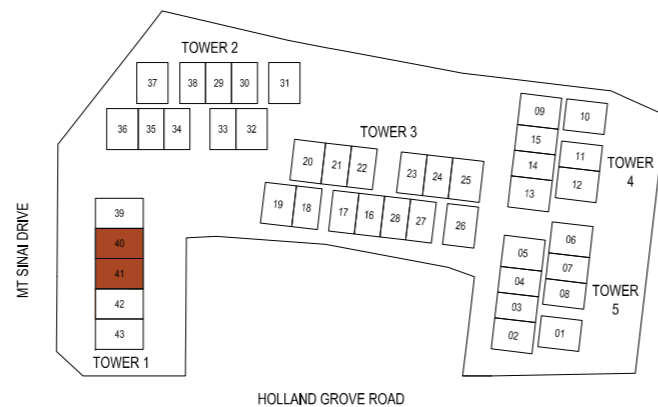 TOWER 2
37 38 29 30 31
36 35 34 33 32
TOWER 3
20 21 22 23 24 25
19 18 17 16 28 27 26
09 10
15
14 11
13 12
TOWER
4
MT SINAI DRIVE
39
40
41
42
43
TOWER 1
05 06
04 07
03 08
02 01
TOWER
5
HOLLAND GROVE ROAD